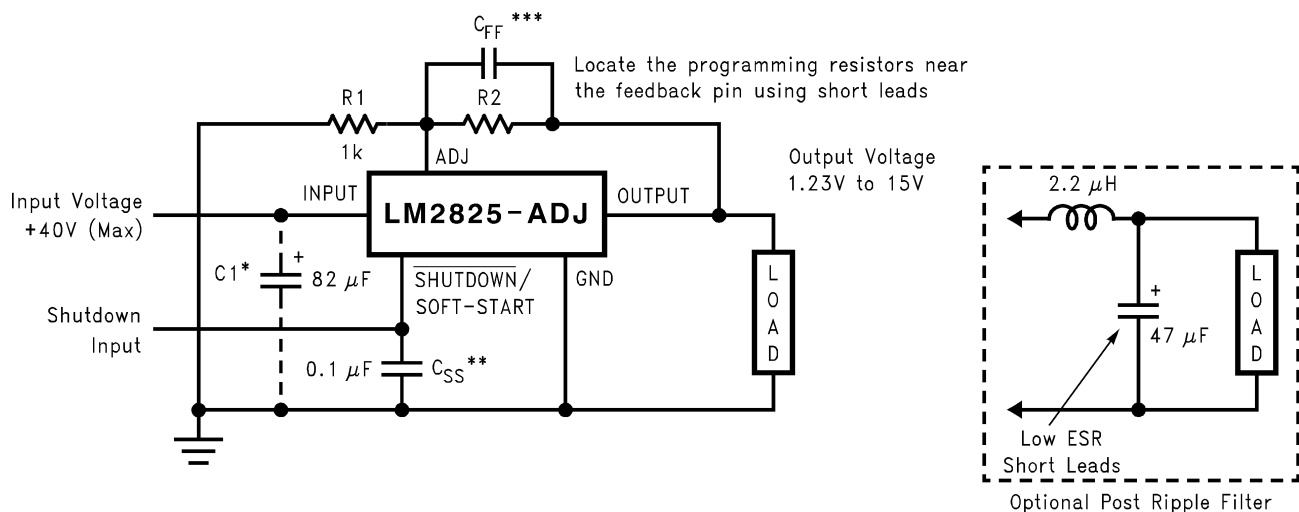 C_FF ***
Locate the programming resistors near
the feedback pin using short leads
R1
R2
1k
ADJ
Output Voltage
1.23V to 15V
INPUT
OUTPUT
LM2825-ADJ
Input Voltage
+40V (Max)
C1*
+
82 μF
SHUTDOWN/
SOFT-START
GND
Shutdown
Input
0.1 μF
C_SS**
LOAD
2.2 μH
+
47 μF
LOAD
Low ESR
Short Leads
Optional Post Ripple Filter